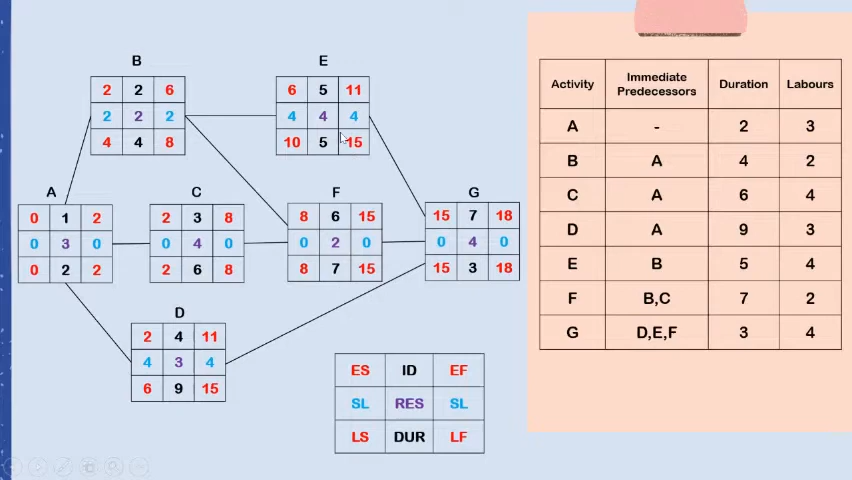 B
2 2 6
2 2 2
4 4 8
E
6 5 11
4 4 4
10 5 15
A
0 1 2
0 3 0
0 2 2
C
2 3 8
0 4 0
2 6 8
F
8 6 15
0 2 0
8 7 15
G
15 7 18
0 4 0
15 3 18
D
2 4 11
4 3 4
6 9 15
ES ID EF
SL RES SL
LS DUR LF
Activity Immediate Predecessors Duration Labours
A - 2 3
B A 4 2
C A 6 4
D A 9 3
E B 5 4
F B,C 7 2
G D,E,F 3 4